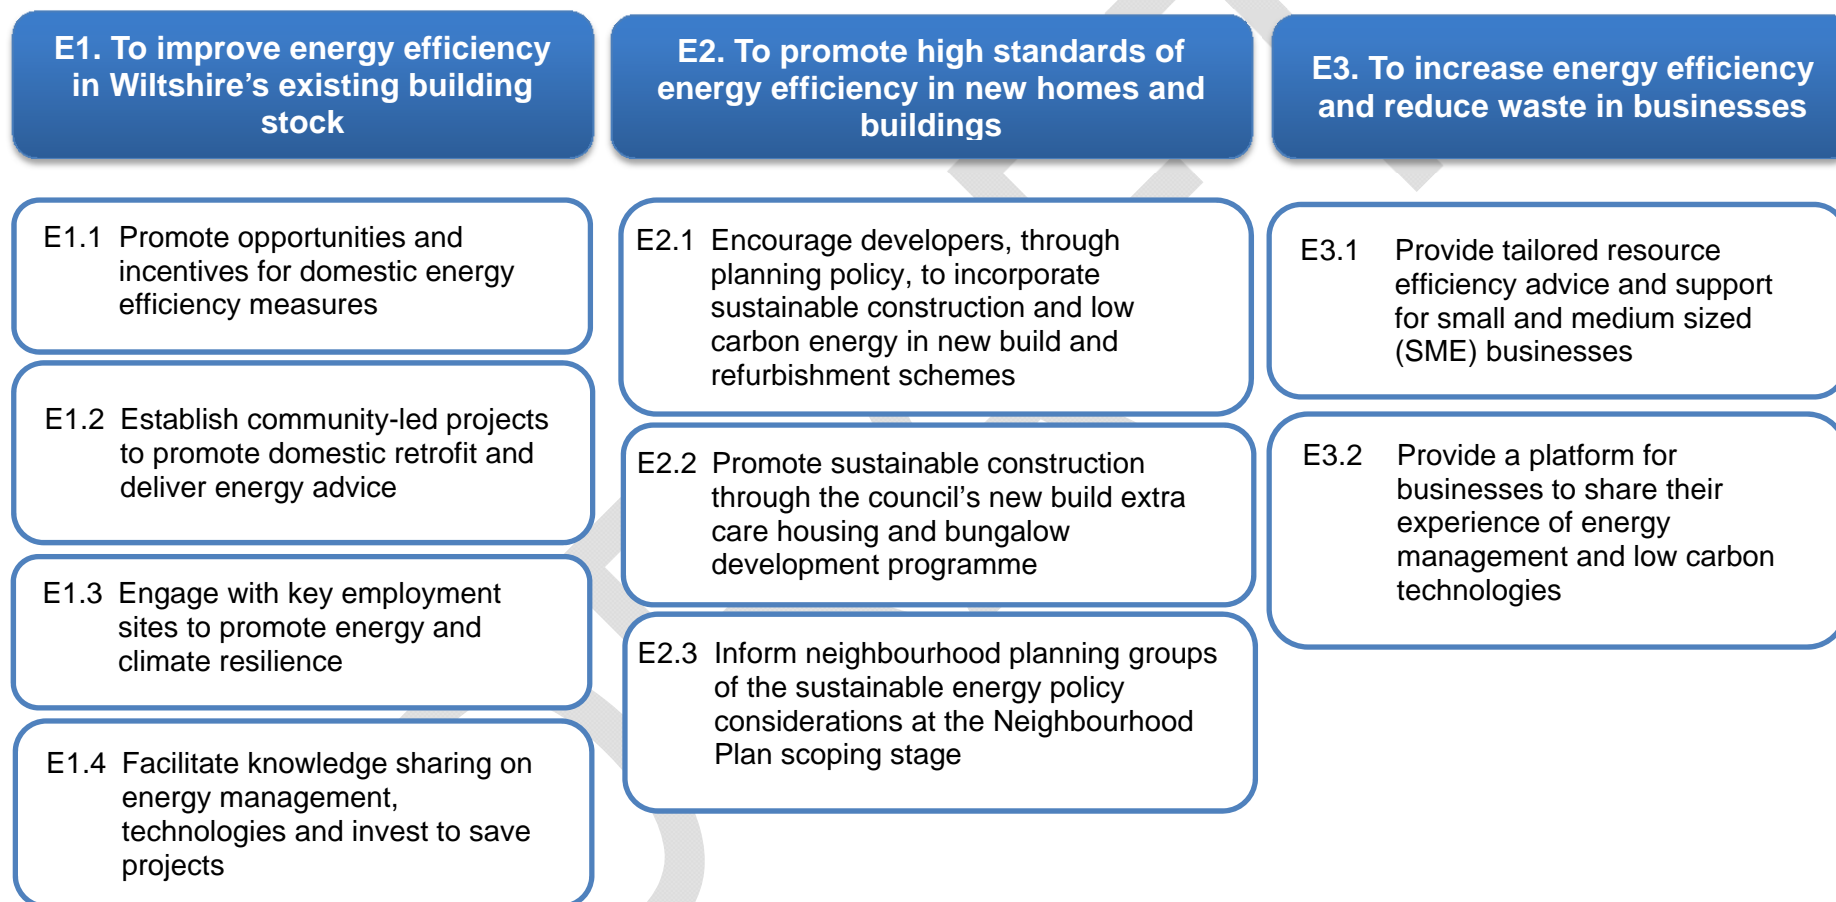 E1. To improve energy efficiency
in Wiltshire’s existing building
stock
E1.1 Promote opportunities and
incentives for domestic energy
efficiency measures
E1.2 Establish community-led projects
to promote domestic retrofit and
deliver energy advice
E1.3 Engage with key employment
sites to promote energy and
climate resilience
E1.4 Facilitate knowledge sharing on
energy management,
technologies and invest to save
projects
E2. To promote high standards of
energy efficiency in new homes and
buildings
E2.1 Encourage developers, through
planning policy, to incorporate
sustainable construction and low
carbon energy in new build and
refurbishment schemes
E2.2 Promote sustainable construction
through the council’s new build extra
care housing and bungalow
development programme
E2.3 Inform neighbourhood planning groups
of the sustainable energy policy
considerations at the Neighbourhood
Plan scoping stage
E3. To increase energy efficiency
and reduce waste in businesses
E3.1 Provide tailored resource
efficiency advice and support
for small and medium sized
(SME) businesses
E3.2 Provide a platform for
businesses to share their
experience of energy
management and low carbon
technologies